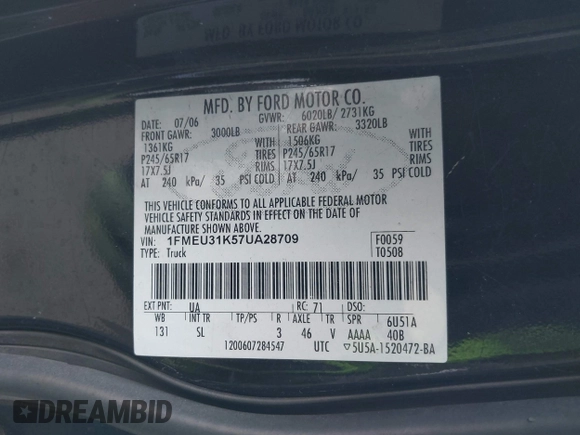 MFD. BY FORD MOTOR CO.
DATE: 07/06 GVWR: 6020LB/ 2731KG
FRONT GAWR: 3000LB REAR GAWR: 3320LB
1361KG 1506KG
P245/65R17 P245/65R17
17X7.5J RIMS 17X7.5J RIMS
AT 240 kPa/ 35 PSI COLD AT 240 kPa/ 35 PSI COLD
THIS VEHICLE CONFORMS TO ALL APPLICABLE FEDERAL MOTOR
VEHICLE SAFETY STANDARDS IN EFFECT ON THE DATE OF
MANUFACTURE SHOWN ABOVE.
VIN: 1FMEU31K57UA28709 F0059
TYPE: Truck T0508
EXT PNT: UA RC: 71 DSO:
WB INT TR TP/PS R AXLE TR SPR 6U51A
131 SL 3 46 V AAAA 40B
1200607284547 UTC ▽5U5A-1520472-BA
DREAMBID